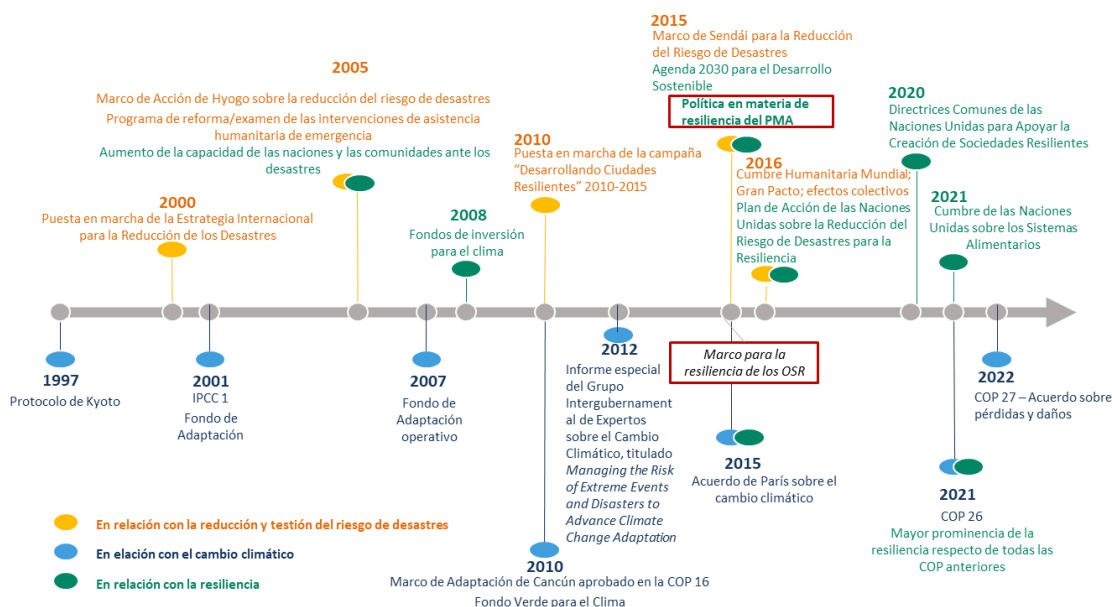 2005
Marco de Acción de Hyogo sobre la reducción del riesgo de desastres
Programa de reforma/examen de las intervenciones de asistencia
humanitaria de emergencia
Aumento de la capacidad de las naciones y las comunidades ante los
desastres
2015
Marco de Sendái para la Reducción
del Riesgo de Desastres
Agenda 2030 para el Desarrollo
Sostenible
Política en materia de
resiliencia del PMA
2020
Directrices Comunes de las
Naciones Unidas para Apoyar la
Creación de Sociedades Resilientes
2010
Puesta en marcha de la campaña
“Desarrollando Ciudades
Resilientes” 2010-2015
2016
Cumbre Humanitaria Mundial;
Gran Pacto; efectos colectivos
Plan de Acción de las Naciones
Unidas sobre la Reducción del
Riesgo de Desastres para la
Resiliencia
2000
Puesta en marcha de la Estrategia Internacional
para la Reducción de los Desastres
2008
Fondos de inversión
para el clima
2021
Cumbre de las Naciones
Unidas sobre los Sistemas
Alimentarios
1997
Protocolo de Kyoto
2001
IPCC 1
Fondo de
Adaptación
2007
Fondo de
Adaptación
operativo
2012
Informe especial
del Grupo
Intergubernament
al de Expertos
sobre el Cambio
Climático, titulado
Managing the Risk
of Extreme Events
and Disasters to
Advance Climate
Change Adaptation
Marco para la
resiliencia de los OSR
2015
Acuerdo de París sobre el
cambio climático
2022
COP 27 – Acuerdo sobre
pérdidas y daños
2021
COP 26
Mayor prominencia de la
resiliencia respecto de todas las
COP anteriores
2010
Marco de Adaptación de Cancún aprobado en la COP 16
Fondo Verde para el Clima
En relación con la reducción y testión del riesgo de desastres
En elación con el cambio climático
En relación con la resiliencia